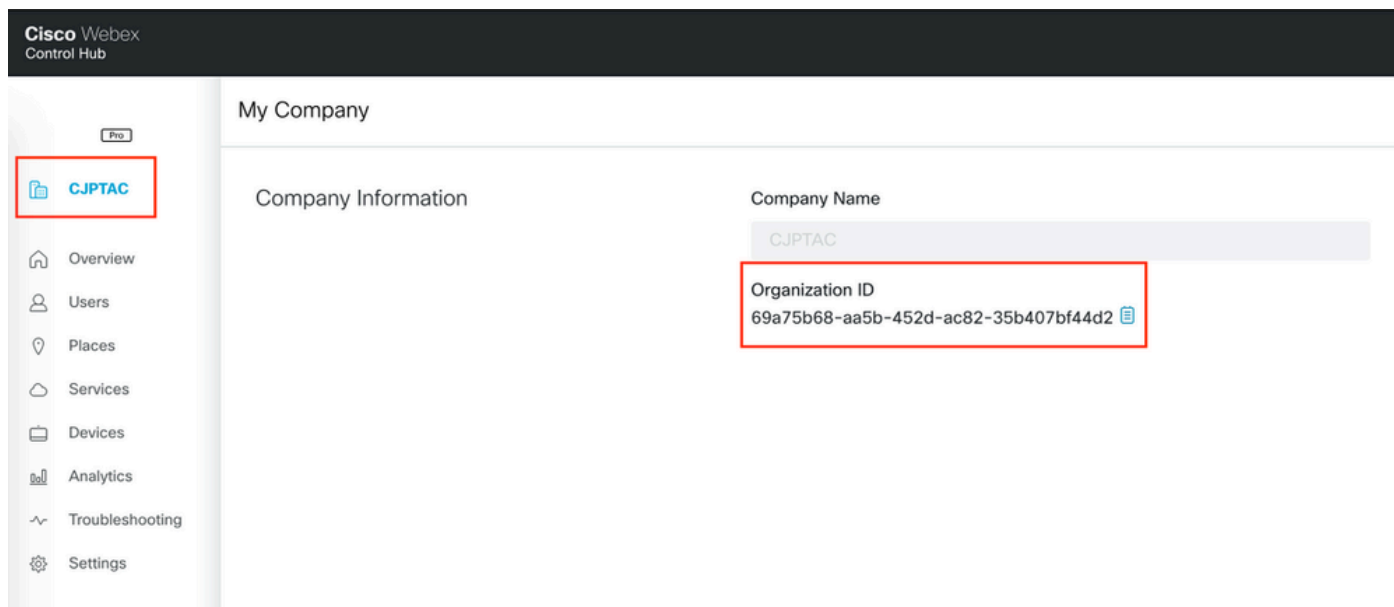 Cisco Webex
Control Hub
Pro
CJPTAC
Overview
Users
Places
Services
Devices
Analytics
Troubleshooting
Settings
My Company
Company Information
Company Name
CJPTAC
Organization ID
69a75b68-aa5b-452d-ac82-35b407bf44d2